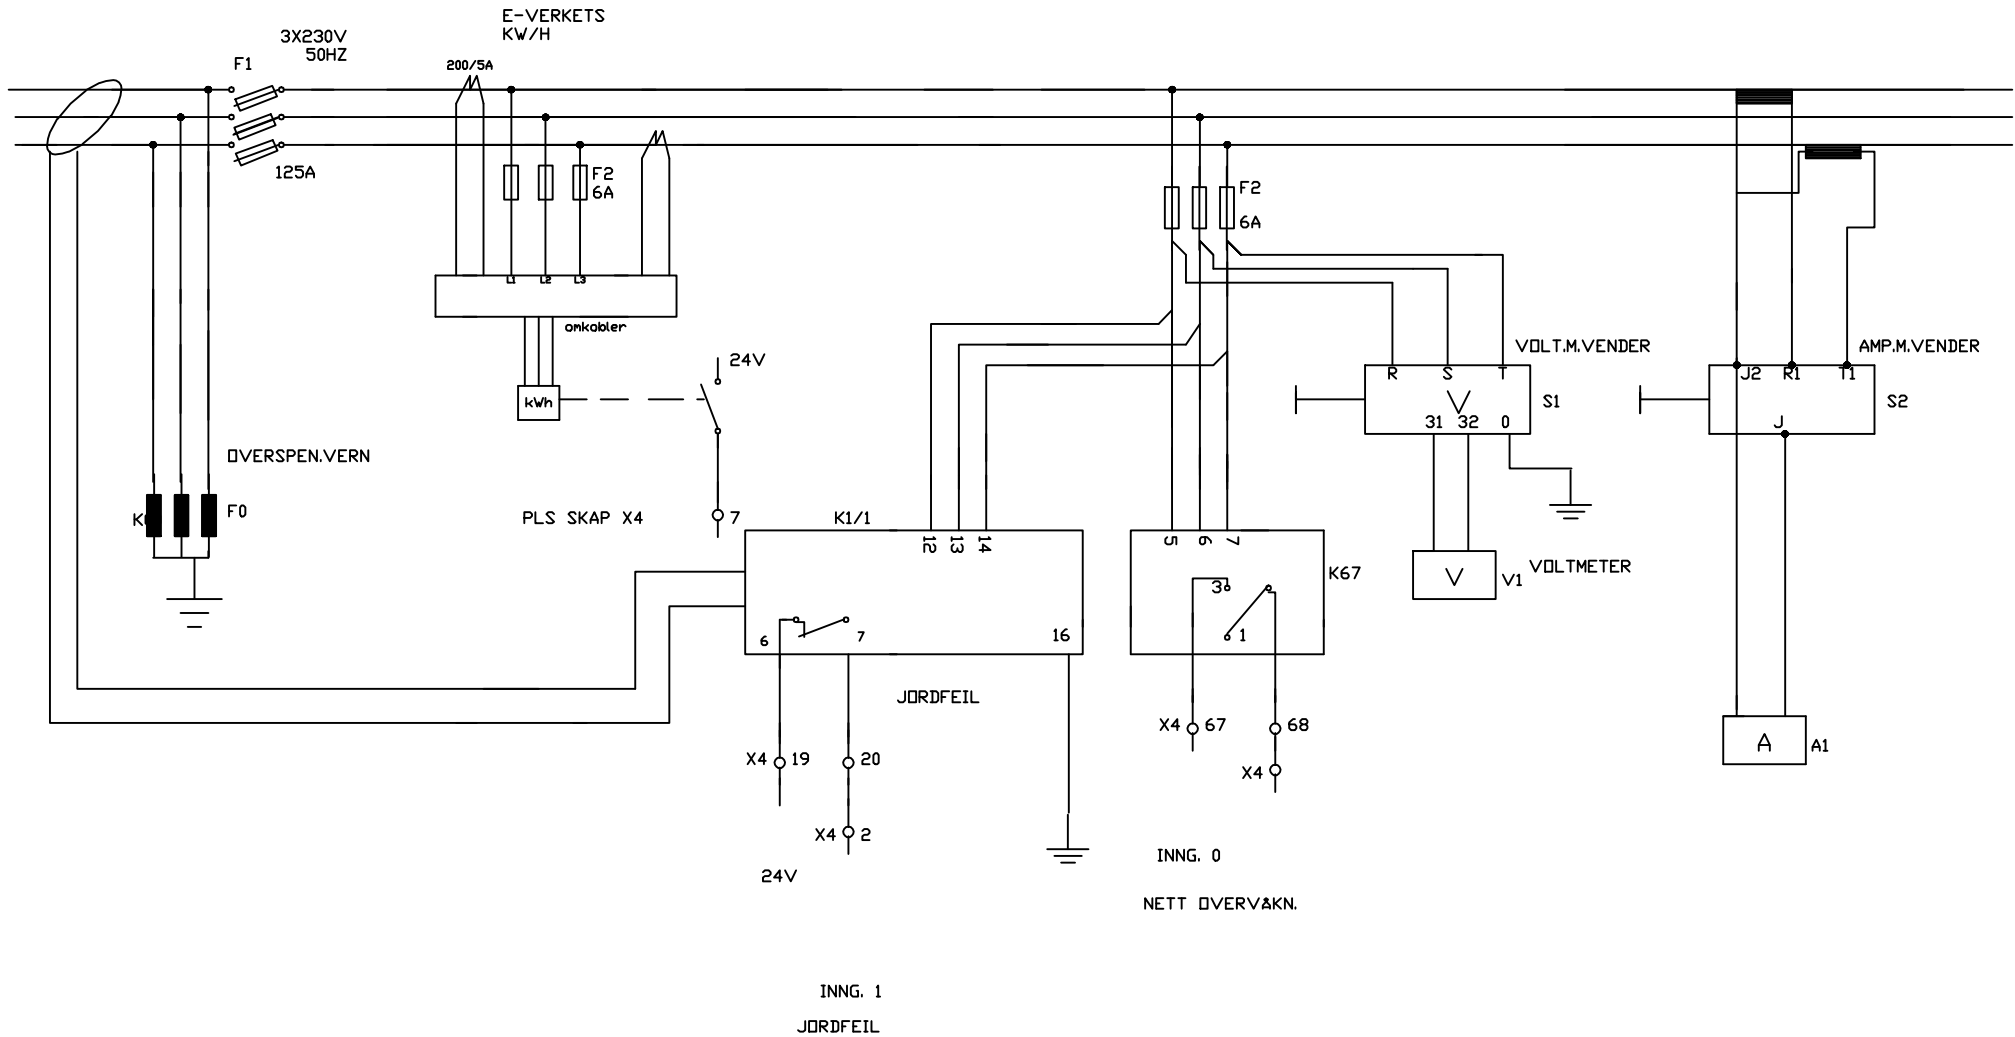 E-VERKETS
KW/H
3X230V
50HZ
F1
200/5A
125A
F2
6A
F2
6A
L1 L2 L3
omkobler
24V
VOLT.M.VENDER
AMP.M.VENDER
R S T
J2 R1 T1
kWh
V
S1
S2
31 32 0
J
OVERSPEN.VERN
F0
PLS SKAP X4
7
K1/1
12 13 14
5 6 7
K67
V
V1
VOLTMETER
3
1
6
7
16
JORDFEIL
X4 67
68
X4 19
20
X4
A
A1
X4 2
24V
INNG. 0
NETT OVERVÅKN.
INNG. 1
JORDFEIL